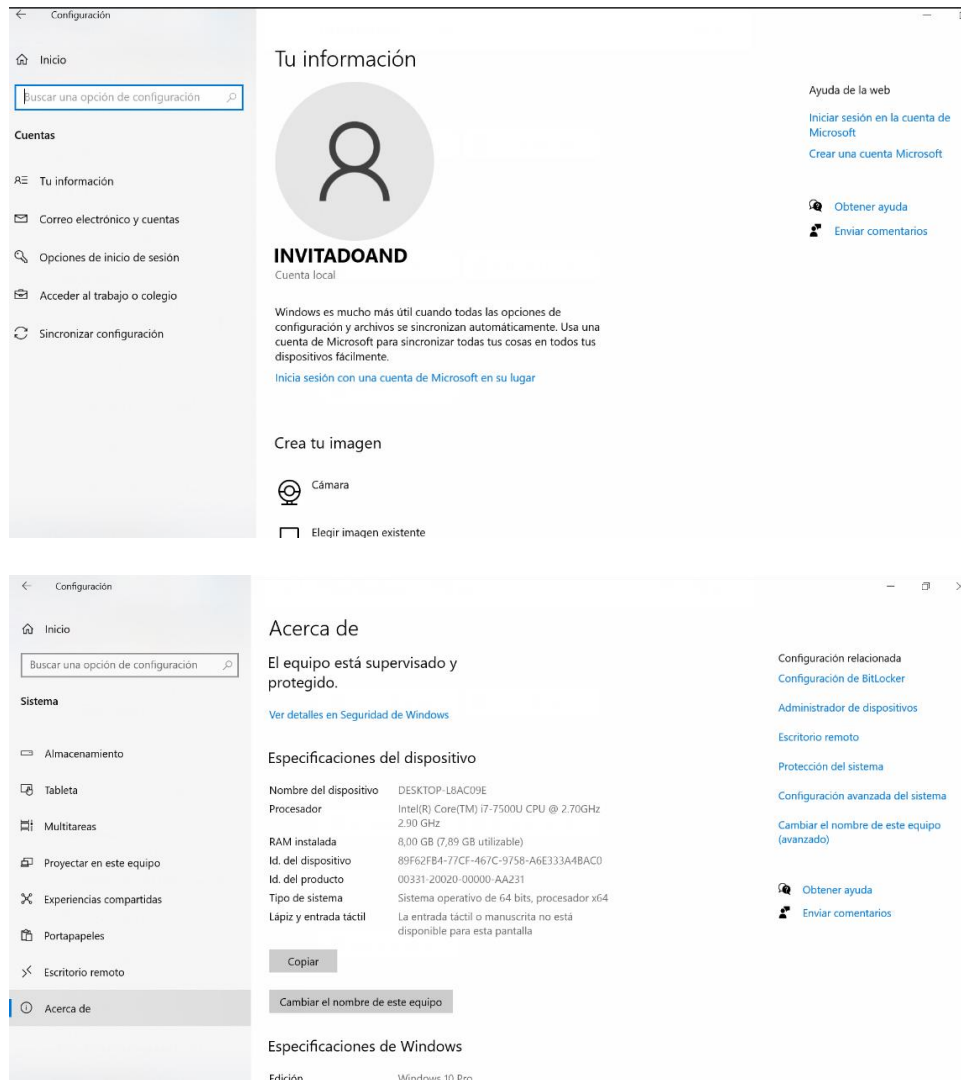 Configuración
Inicio
Buscar una opción de configuración
Cuentas
Tu información
Correo electrónico y cuentas
Opciones de inicio de sesión
Acceder al trabajo o colegio
Sincronizar configuración
Tu información
INVITADOAND
Cuenta local
Windows es mucho más útil cuando todas las opciones de
configuración y archivos se sincronizan automáticamente. Usa una
cuenta de Microsoft para sincronizar todas tus cosas en todos tus
dispositivos fácilmente.
Inicia sesión con una cuenta de Microsoft en su lugar
Crea tu imagen
Cámara
Elegir imagen existente
Ayuda de la web
Iniciar sesión en la cuenta de
Microsoft
Crear una cuenta Microsoft
Obtener ayuda
Enviar comentarios
Configuración
Inicio
Buscar una opción de configuración
Sistema
Almacenamiento
Tableta
Multitareas
Proyectar en este equipo
Experiencias compartidas
Portapapeles
Escritorio remoto
Acerca de
Acerca de
El equipo está supervisado y
protegido.
Ver detalles en Seguridad de Windows
Especificaciones del dispositivo
Nombre del dispositivo DESKTOP-L8AC09E
Procesador Intel(R) Core(TM) i7-7500U CPU @ 2.70GHz
2.90 GHz
RAM instalada 8,00 GB (7,89 GB utilizable)
Id. del dispositivo 89F62FB4-77CF-467C-9758-A6E333A4BAC0
Id. del producto 00331-20020-00000-AA231
Tipo de sistema Sistema operativo de 64 bits, procesador x64
Lápiz y entrada táctil La entrada táctil o manuscrita no está
disponible para esta pantalla
Copiar
Cambiar el nombre de este equipo
Especificaciones de Windows
Edición Windows 10 Pro
Configuración relacionada
Configuración de BitLocker
Administrador de dispositivos
Escritorio remoto
Protección del sistema
Configuración avanzada del sistema
Cambiar el nombre de este equipo
(avanzado)
Obtener ayuda
Enviar comentarios